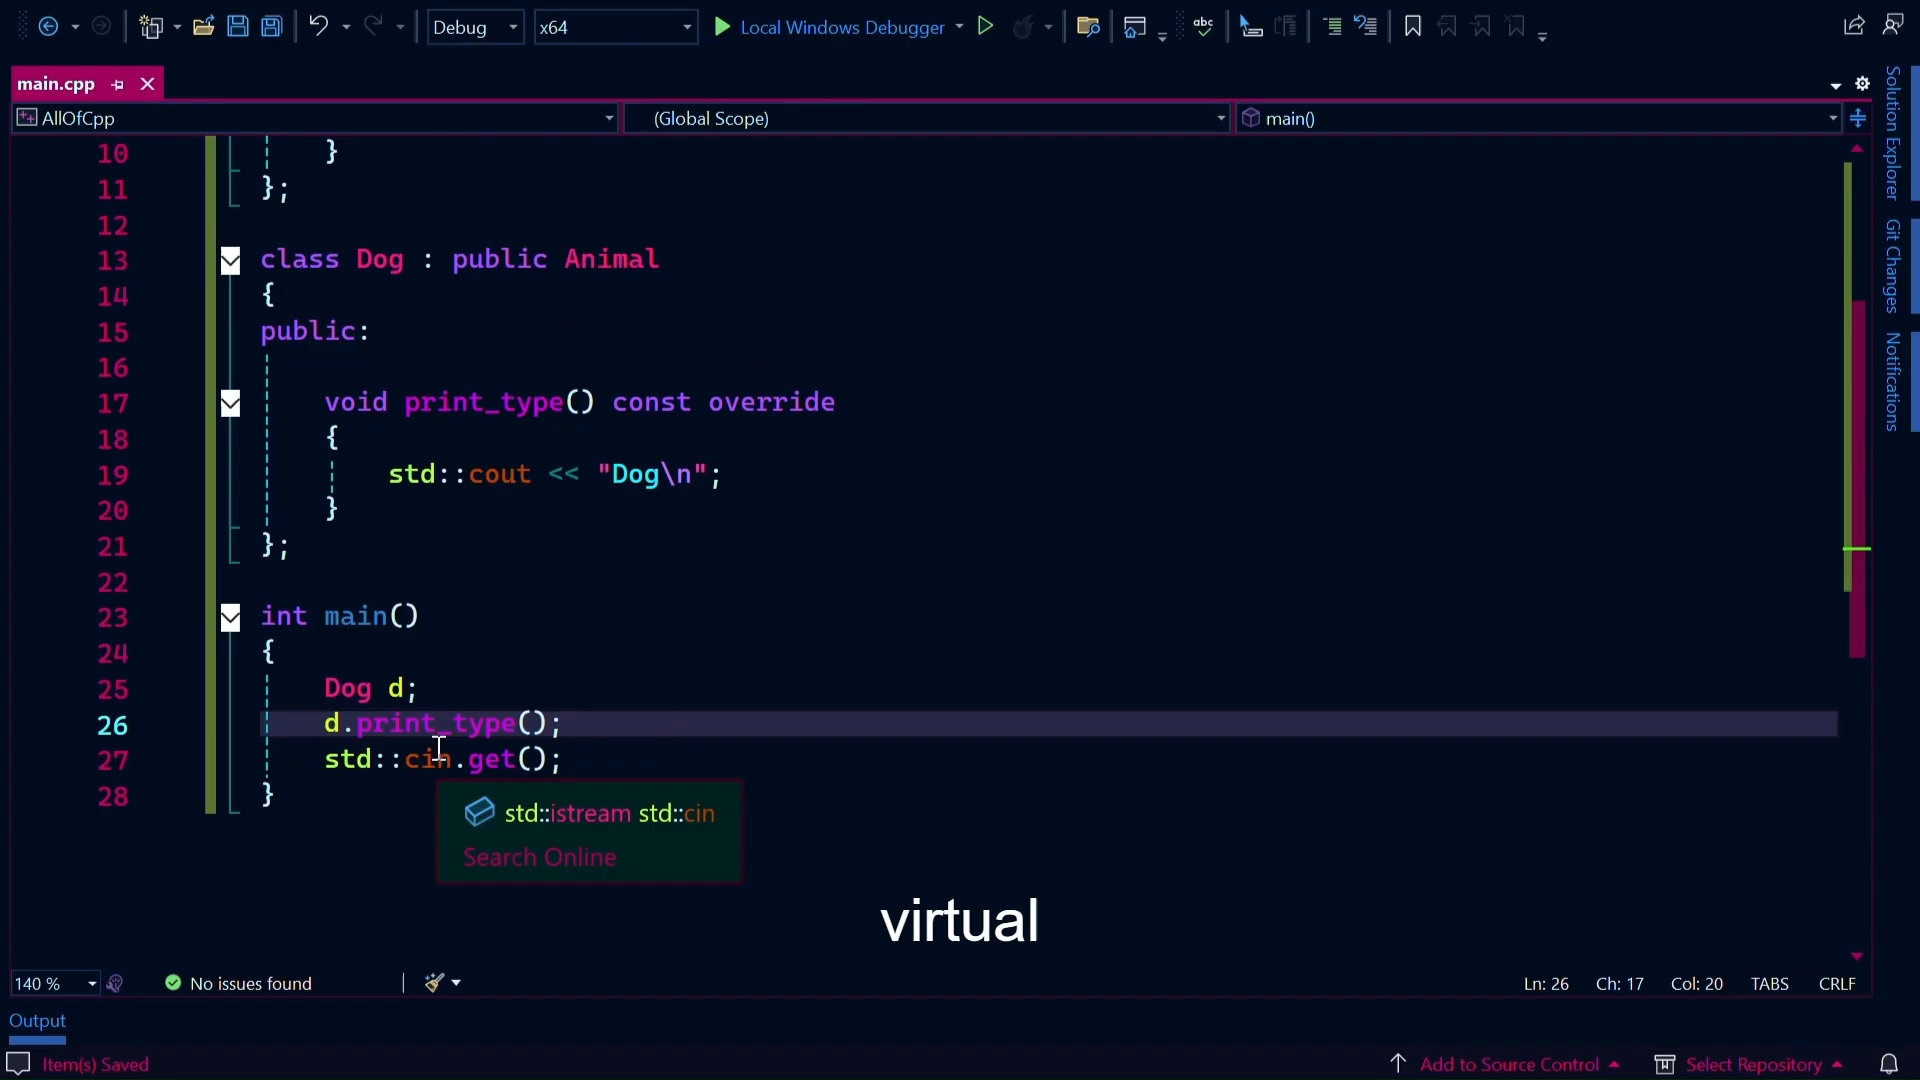 Debug x64 Local Windows Debugger abc
main.cpp
AllOfCpp (Global Scope) main()
10 }
11 };
12
13 class Dog : public Animal
14 {
15 public:
16
17 void print_type() const override
18 {
19 std::cout << "Dog\n";
20 }
21 };
22
23 int main()
24 {
25 Dog d;
26 d.print_type();
27 std::cin.get();
28 }
std::istream std::cin
Search Online
virtual
140 % No issues found Ln: 26 Ch: 17 Col: 20 TABS CRLF
Output
Item(s) Saved Add to Source Control Select Repository
Solution Explorer
Git Changes
Notifications